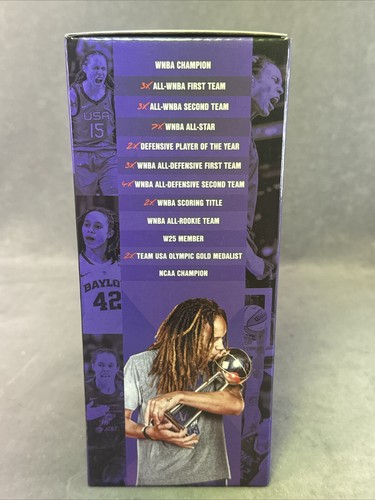 WNBA CHAMPION
3X ALL-WNBA FIRST TEAM
3X ALL-WNBA SECOND TEAM
7X WNBA ALL-STAR
2X DEFENSIVE PLAYER OF THE YEAR
3X WNBA ALL-DEFENSIVE FIRST TEAM
4X WNBA ALL-DEFENSIVE SECOND TEAM
2X WNBA SCORING TITLE
WNBA ALL-ROOKIE TEAM
W25 MEMBER
2X TEAM USA OLYMPIC GOLD MEDALIST
NCAA CHAMPION
USA
15
BAYLO
42